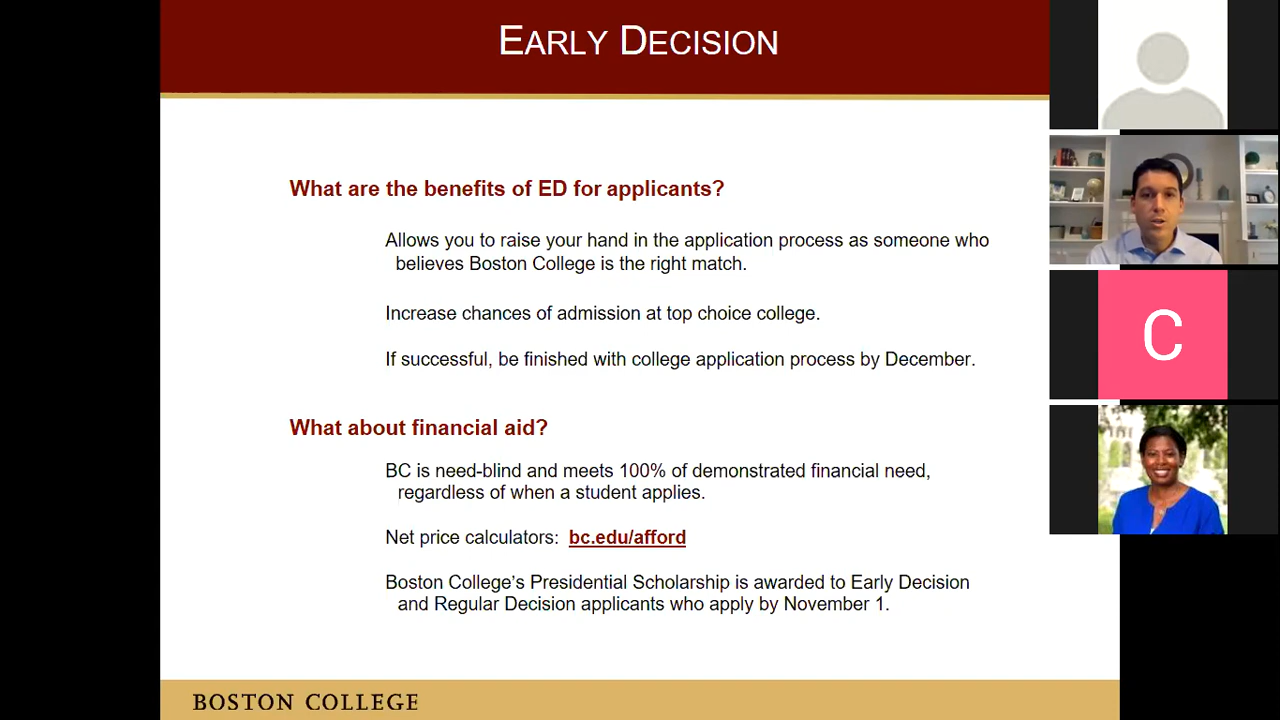 EARLY DECISION
What are the benefits of ED for applicants?
Allows you to raise your hand in the application process as someone who
believes Boston College is the right match.
Increase chances of admission at top choice college.
If successful, be finished with college application process by December.
What about financial aid?
BC is need-blind and meets 100% of demonstrated financial need,
regardless of when a student applies.
Net price calculators: bc.edu/afford
Boston College’s Presidential Scholarship is awarded to Early Decision
and Regular Decision applicants who apply by November 1.
BOSTON COLLEGE
C